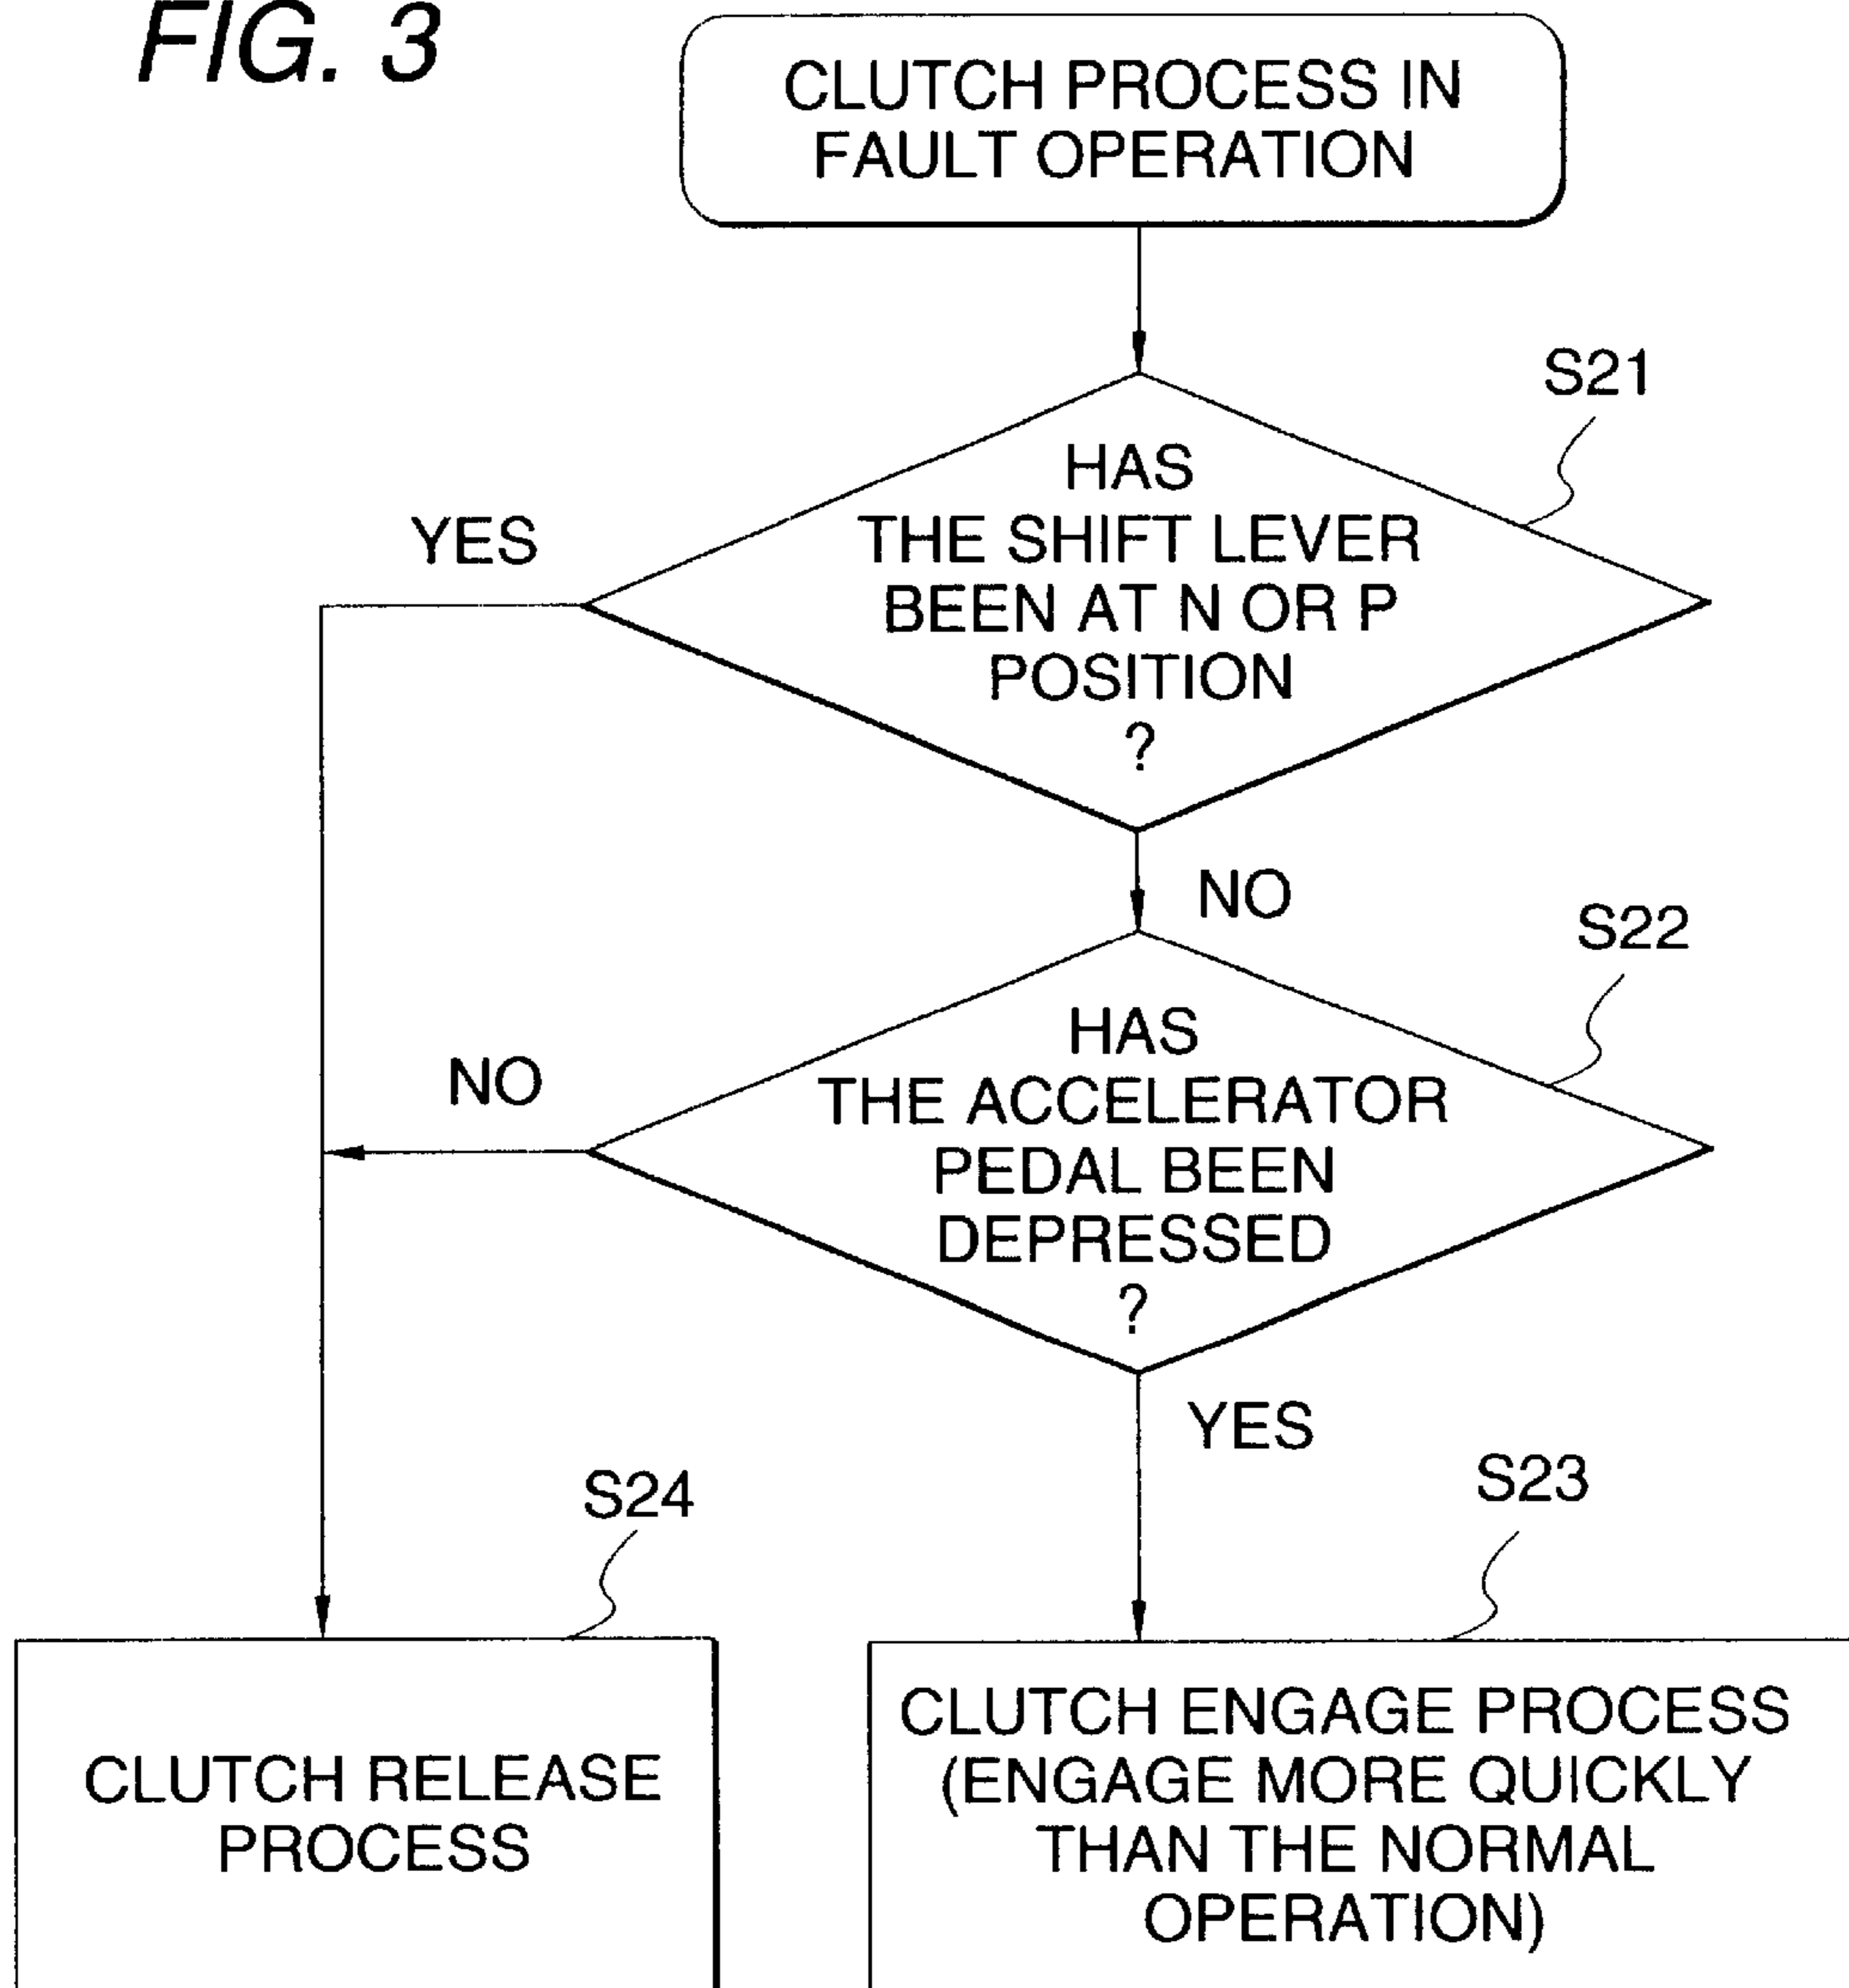 FIG. 3
CLUTCH PROCESS IN
FAULT OPERATION
S21
HAS
THE SHIFT LEVER
BEEN AT N OR P
POSITION
?
YES
NO
S22
HAS
THE ACCELERATOR
PEDAL BEEN
DEPRESSED
?
NO
YES
S24
S23
CLUTCH RELEASE
PROCESS
CLUTCH ENGAGE PROCESS
(ENGAGE MORE QUICKLY
THAN THE NORMAL
OPERATION)